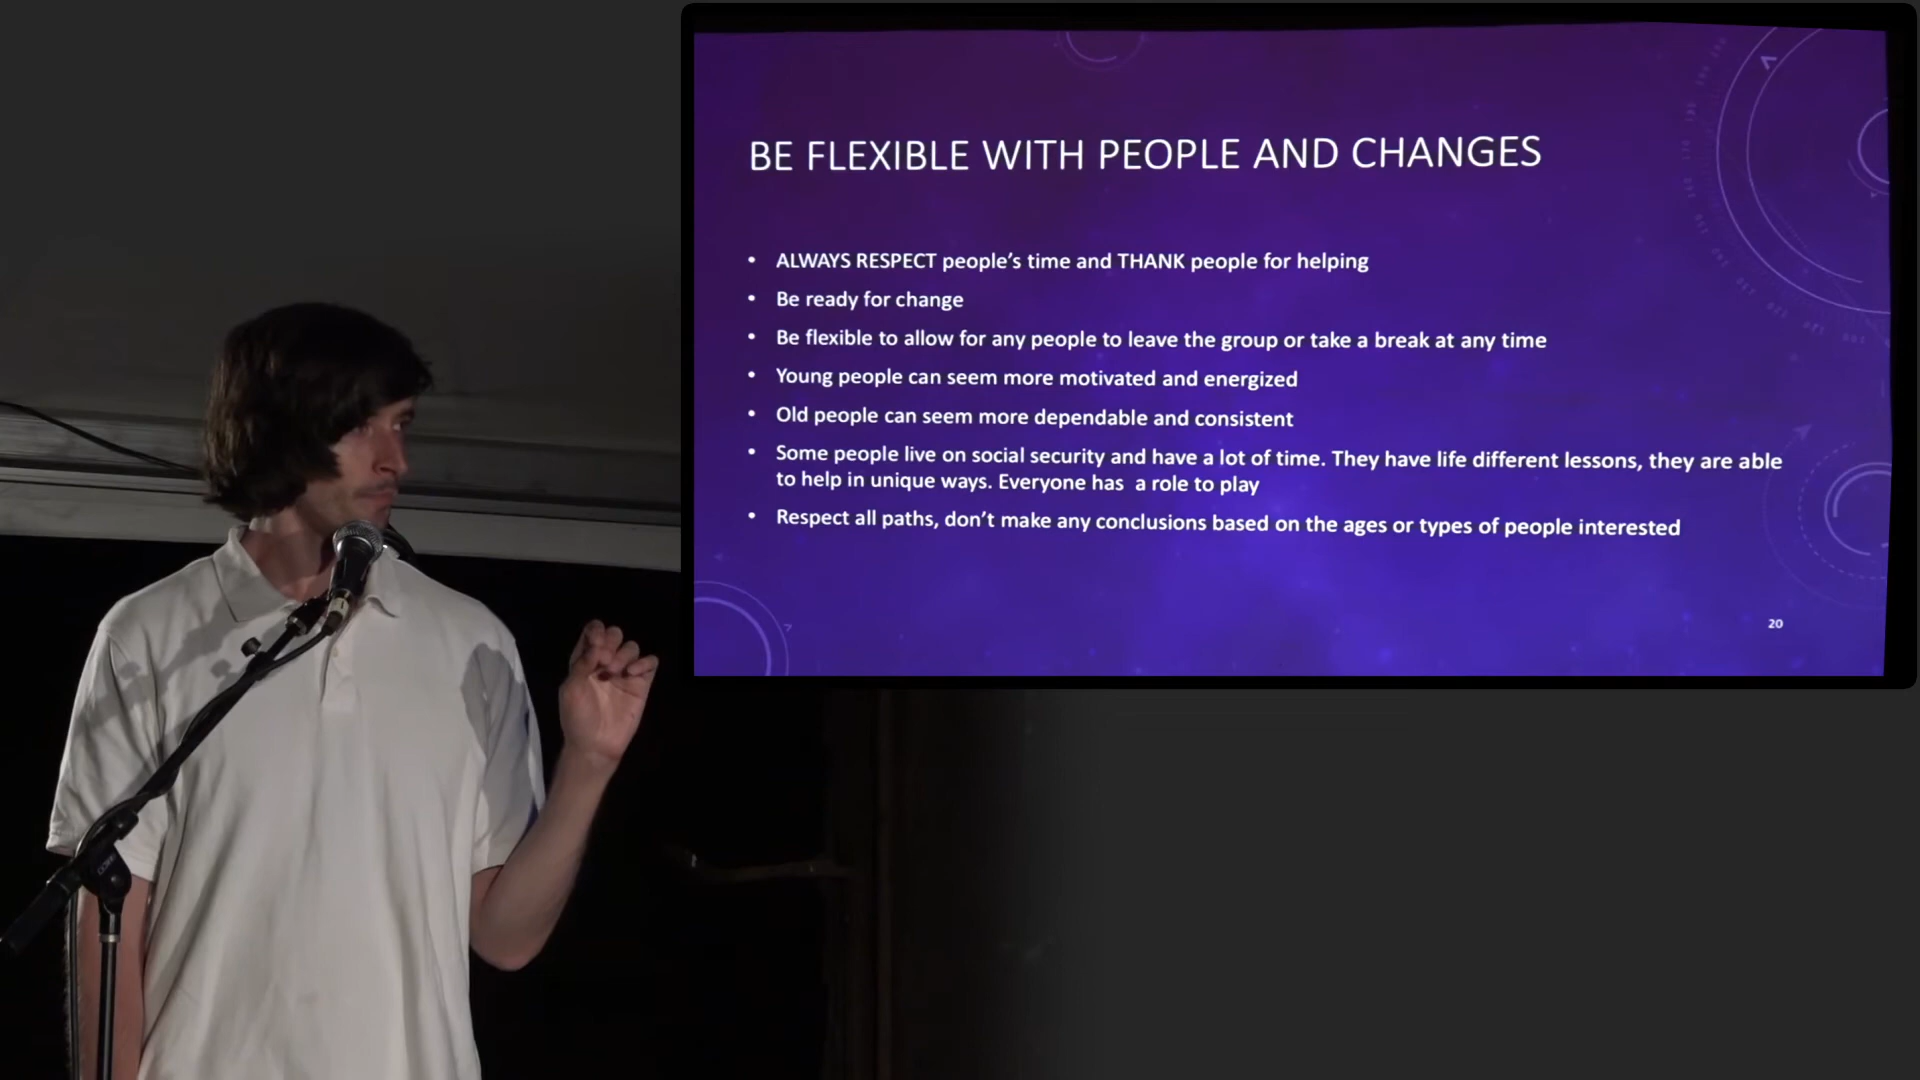 BE FLEXIBLE WITH PEOPLE AND CHANGES
• ALWAYS RESPECT people's time and THANK people for helping
• Be ready for change
• Be flexible to allow for any people to leave the group or take a break at any time
• Young people can seem more motivated and energized
• Old people can seem more dependable and consistent
• Some people live on social security and have a lot of time. They have life different lessons, they are able
to help in unique ways. Everyone has  a role to play
• Respect all paths, don't make any conclusions based on the ages or types of people interested
20